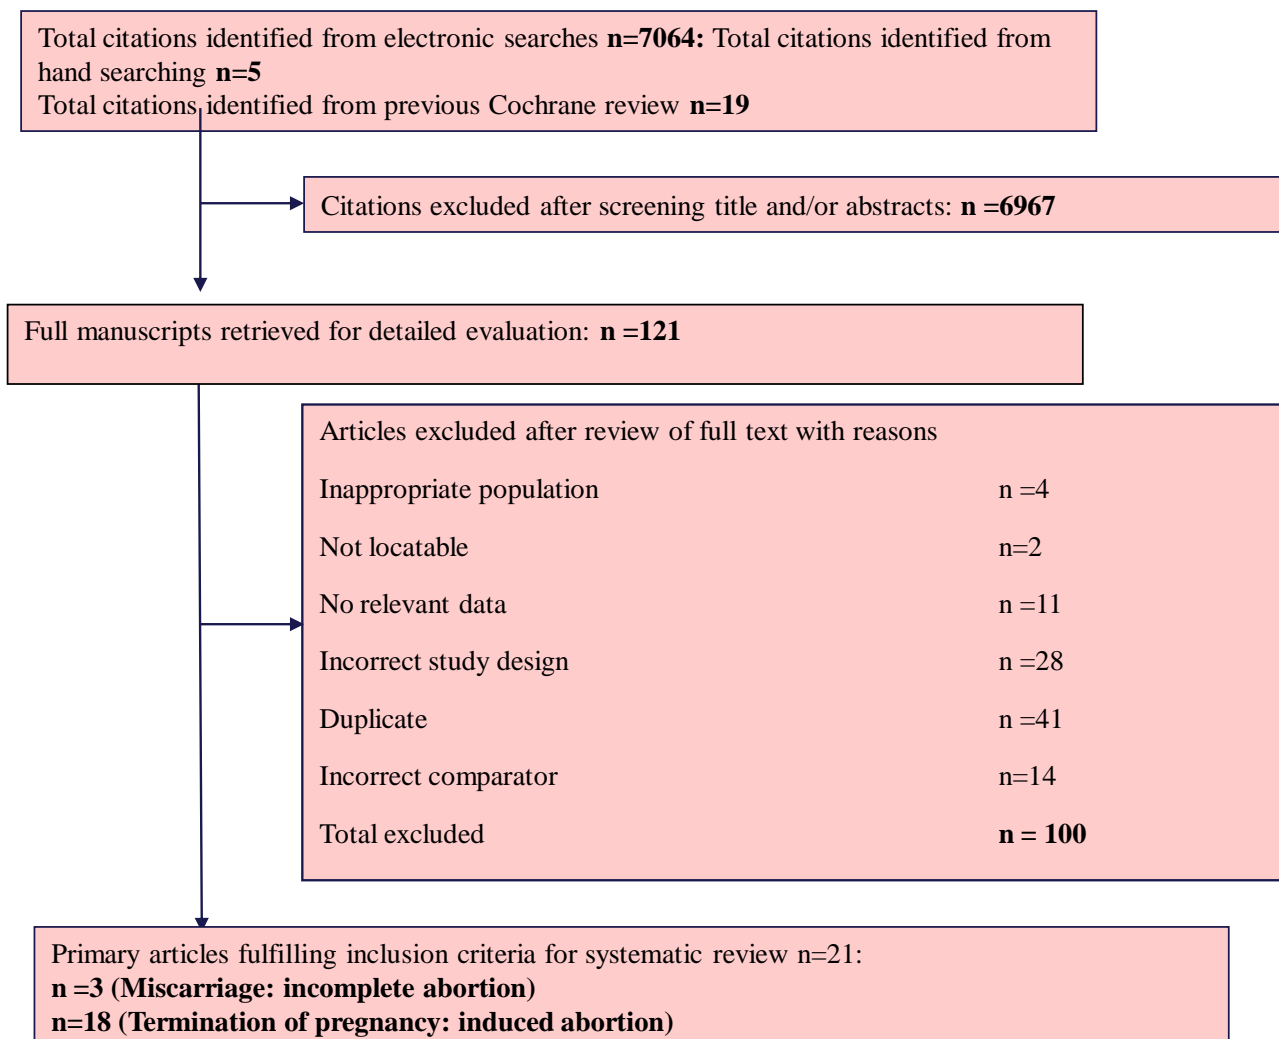 Total citations identified from electronic searches n=7064: Total citations identified from
hand searching n=5
Total citations identified from previous Cochrane review n=19
Citations excluded after screening title and/or abstracts: n =6967
Full manuscripts retrieved for detailed evaluation: n =121
Articles excluded after review of full text with reasons
Inappropriate population n =4
Not locatable n=2
No relevant data n =11
Incorrect study design n =28
Duplicate n =41
Incorrect comparator n=14
Total excluded n = 100
Primary articles fulfilling inclusion criteria for systematic review n=21:
n =3 (Miscarriage: incomplete abortion)
n=18 (Termination of pregnancy: induced abortion)